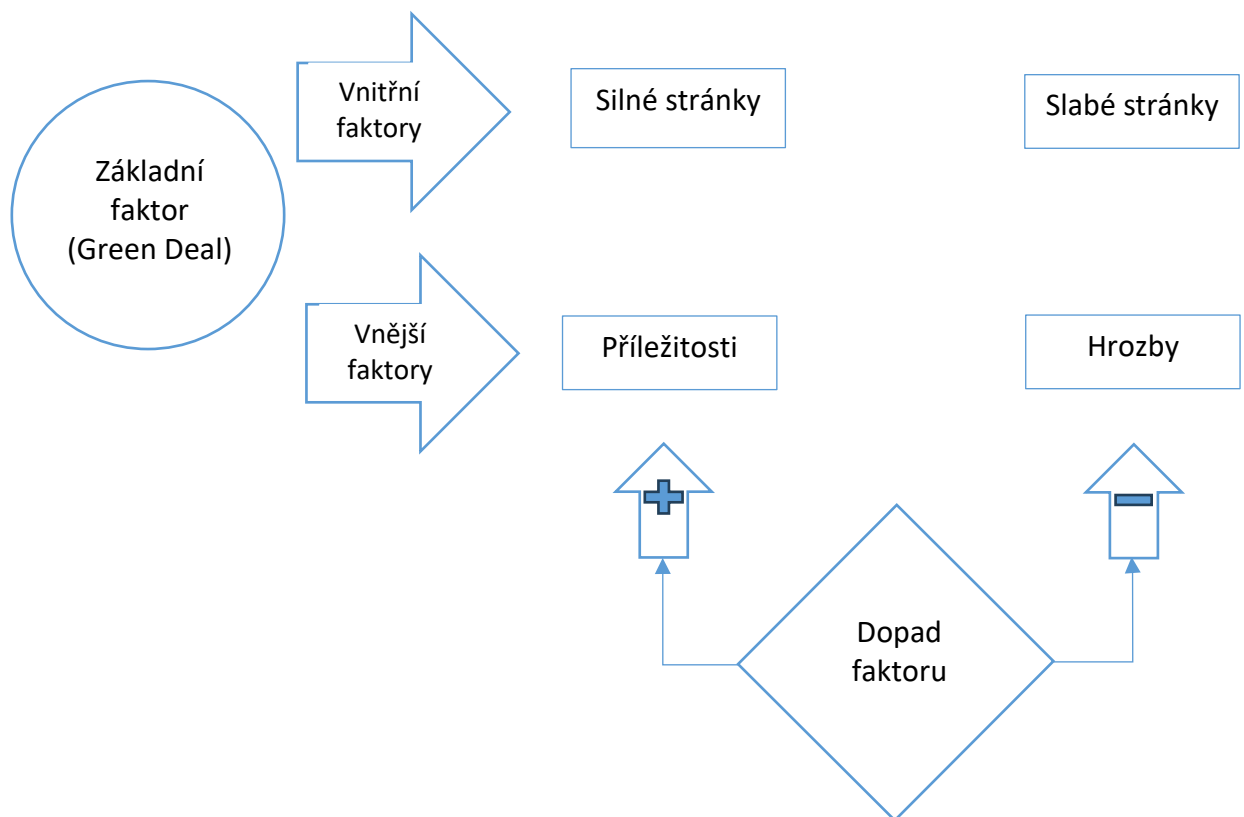 Základní
faktor
(Green Deal)
Vnitřní
faktory
Silné stránky
Slabé stránky
Vnější
faktory
Příležitosti
Hrozby
Dopad
faktoru